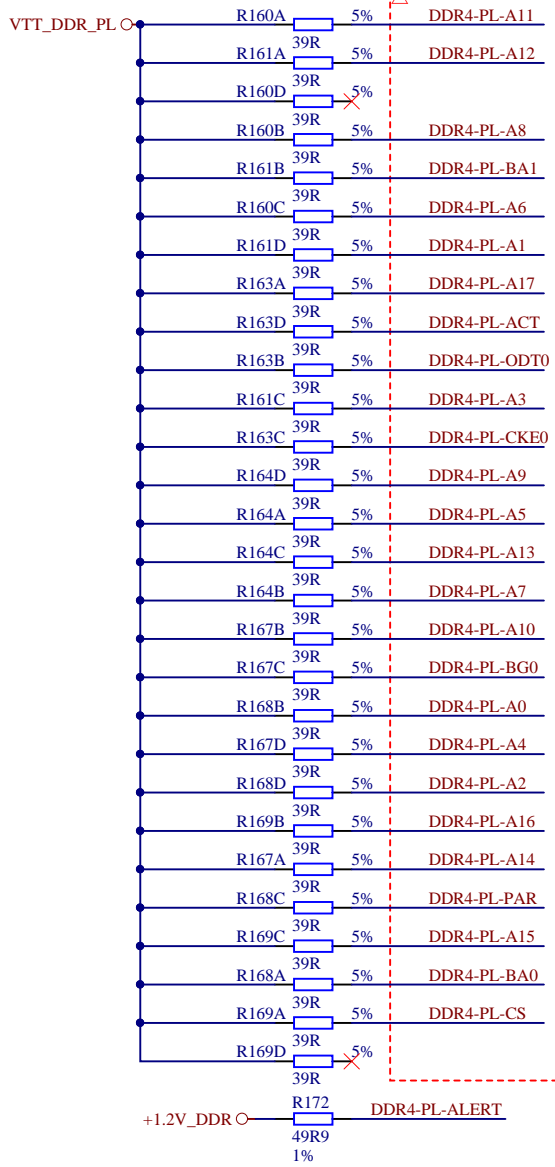 VTT_DDR_PL R160A 5% DDR4-PL-A11
39R
R161A 5% DDR4-PL-A12
39R
R160D 5%
39R
R160B 5% DDR4-PL-A8
39R
R161B 5% DDR4-PL-BA1
39R
R160C 5% DDR4-PL-A6
39R
R161D 5% DDR4-PL-A1
39R
R163A 5% DDR4-PL-A17
39R
R163D 5% DDR4-PL-ACT
39R
R163B 5% DDR4-PL-ODT0
39R
R161C 5% DDR4-PL-A3
39R
R163C 5% DDR4-PL-CKE0
39R
R164D 5% DDR4-PL-A9
39R
R164A 5% DDR4-PL-A5
39R
R164C 5% DDR4-PL-A13
39R
R164B 5% DDR4-PL-A7
39R
R167B 5% DDR4-PL-A10
39R
R167C 5% DDR4-PL-BG0
39R
R168B 5% DDR4-PL-A0
39R
R167D 5% DDR4-PL-A4
39R
R168D 5% DDR4-PL-A2
39R
R169B 5% DDR4-PL-A16
39R
R167A 5% DDR4-PL-A14
39R
R168C 5% DDR4-PL-PAR
39R
R169C 5% DDR4-PL-A15
39R
R168A 5% DDR4-PL-BA0
39R
R169A 5% DDR4-PL-CS
39R
R169D 5%
39R
R172 DDR4-PL-ALERT
+1.2V_DDR
49R9
1%